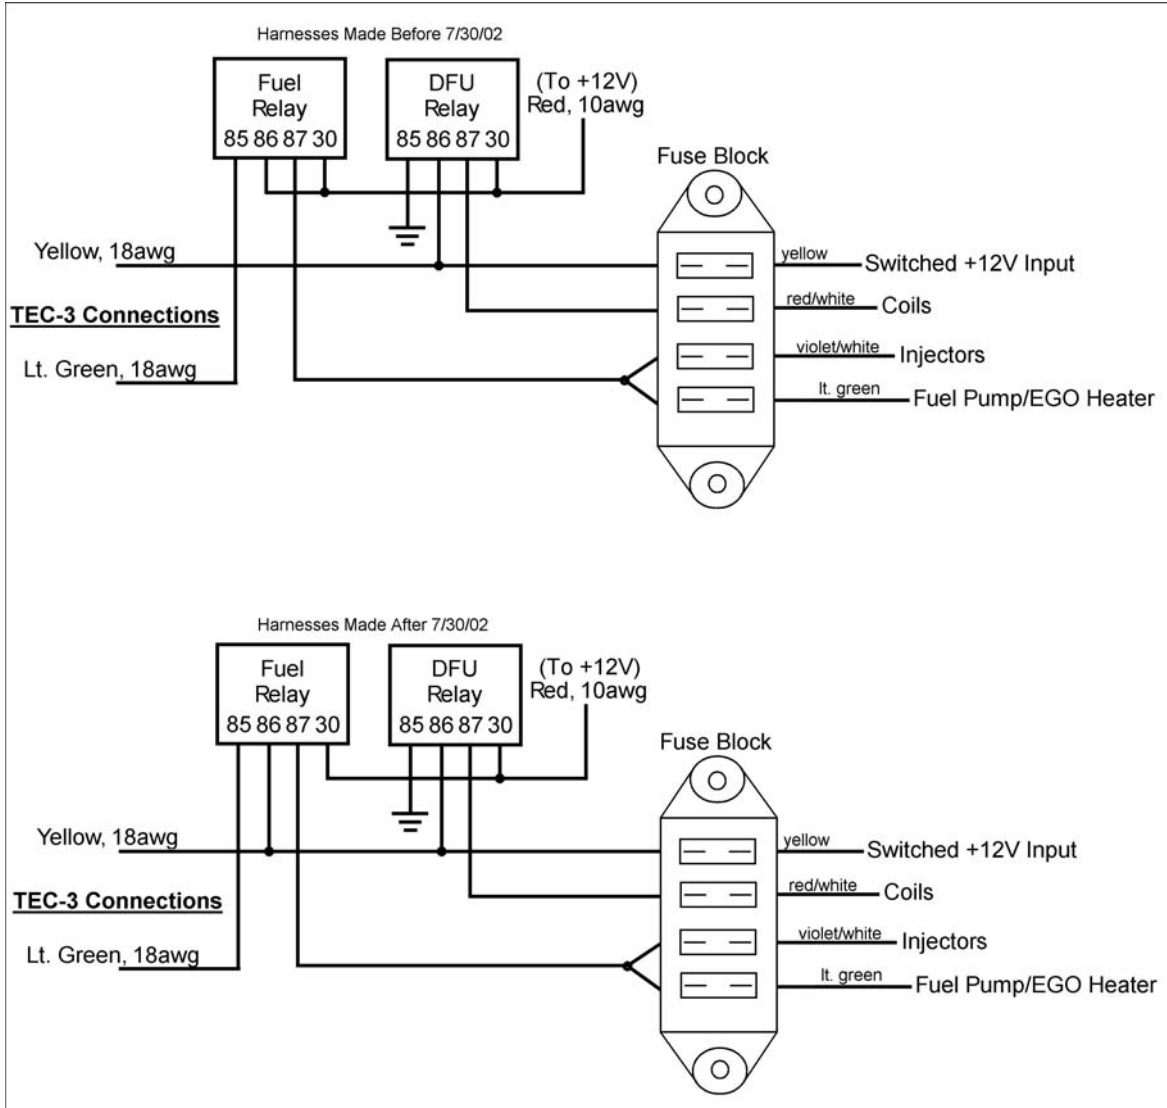 Harnesses Made Before 7/30/02
Fuel
Relay
85 86 87 30
DFU
Relay
85 86 87 30
(To +12V)
Red, 10awg
Fuse Block
Yellow, 18awg
TEC-3 Connections
Lt. Green, 18awg
yellow
Switched +12V Input
red/white
Coils
violet/white
Injectors
lt. green
Fuel Pump/EGO Heater
Harnesses Made After 7/30/02
Fuel
Relay
85 86 87 30
DFU
Relay
85 86 87 30
(To +12V)
Red, 10awg
Fuse Block
Yellow, 18awg
TEC-3 Connections
Lt. Green, 18awg
yellow
Switched +12V Input
red/white
Coils
violet/white
Injectors
lt. green
Fuel Pump/EGO Heater